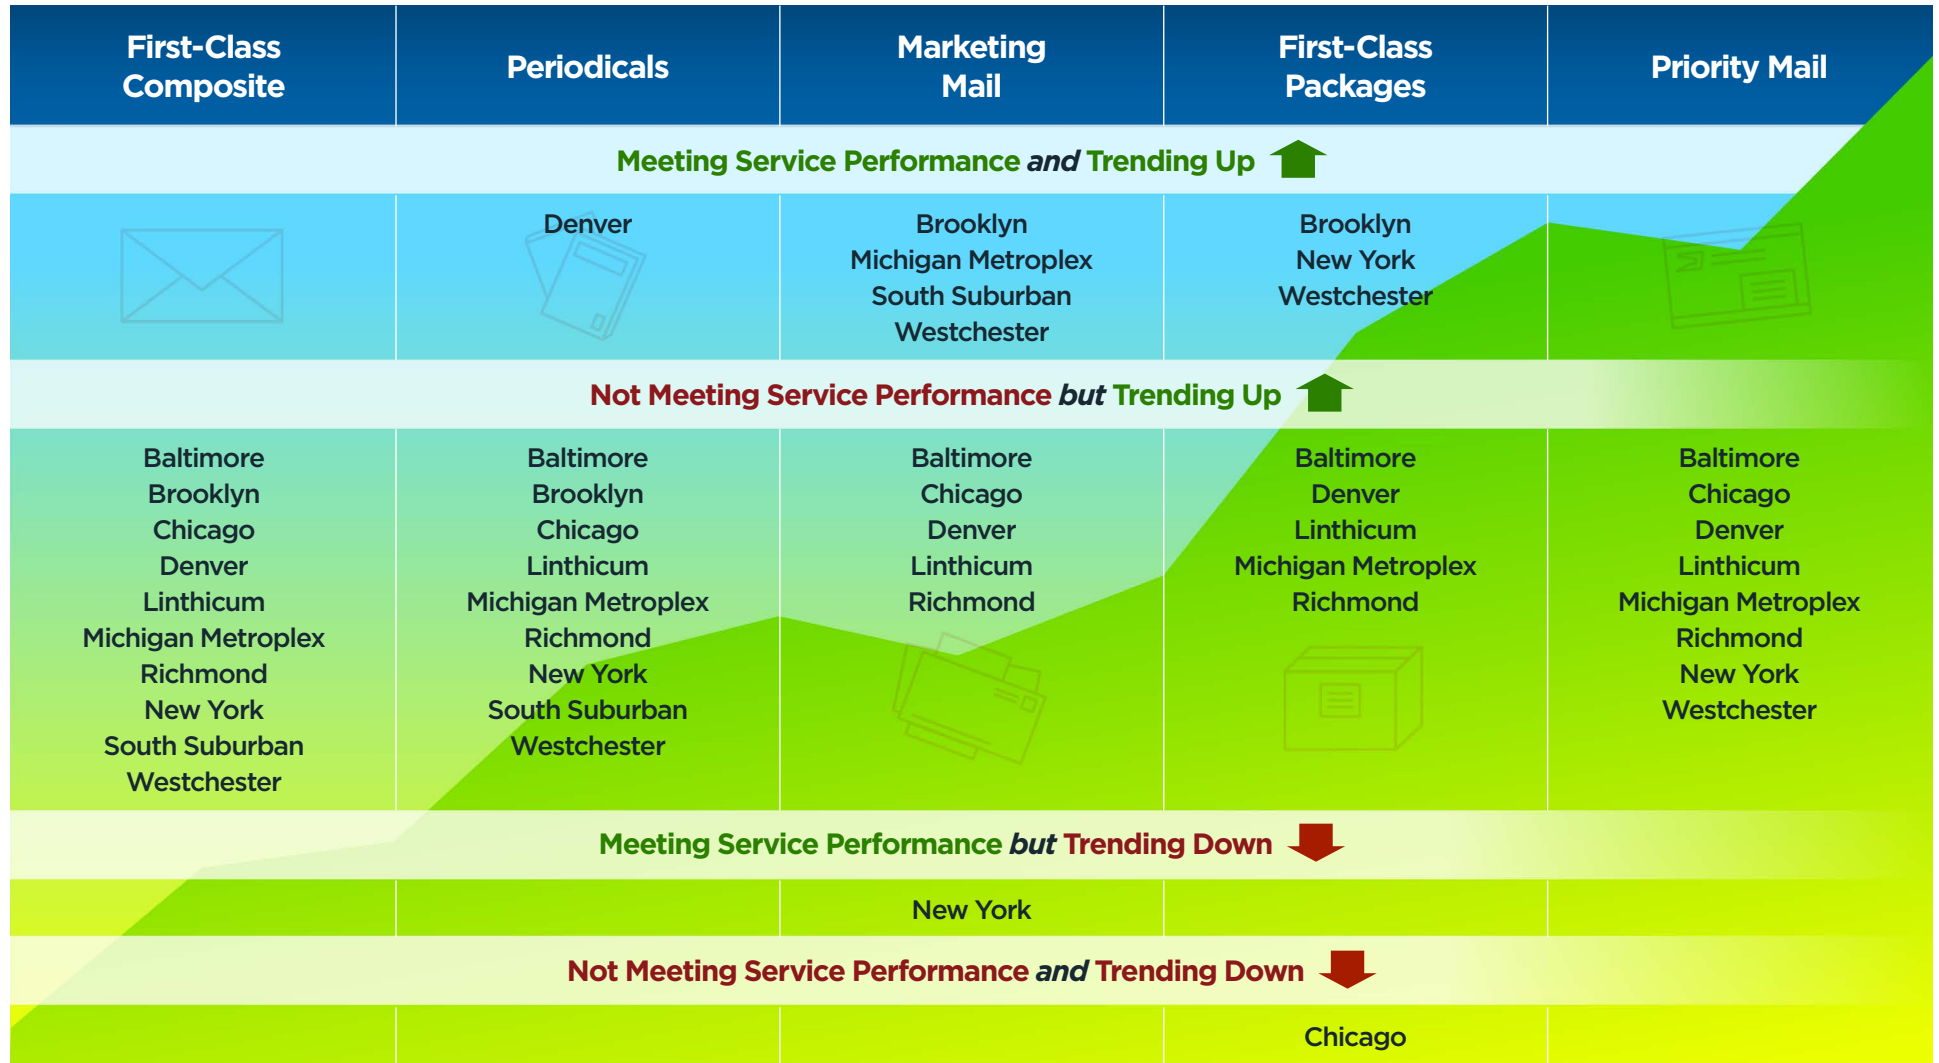 First-Class
Composite
Periodicals
Marketing
Mail
First-Class
Packages
Priority Mail
Meeting Service Performance and Trending Up
Denver
Brooklyn
Michigan Metroplex
South Suburban
Westchester
Brooklyn
New York
Westchester
Not Meeting Service Performance but Trending Up
Baltimore
Brooklyn
Chicago
Denver
Linthicum
Michigan Metroplex
Richmond
New York
South Suburban
Westchester
Baltimore
Brooklyn
Chicago
Linthicum
Michigan Metroplex
Richmond
New York
South Suburban
Westchester
Baltimore
Chicago
Denver
Linthicum
Richmond
Baltimore
Denver
Linthicum
Michigan Metroplex
Richmond
Baltimore
Chicago
Denver
Linthicum
Michigan Metroplex
Richmond
New York
Westchester
Meeting Service Performance but Trending Down
New York
Not Meeting Service Performance and Trending Down
Chicago